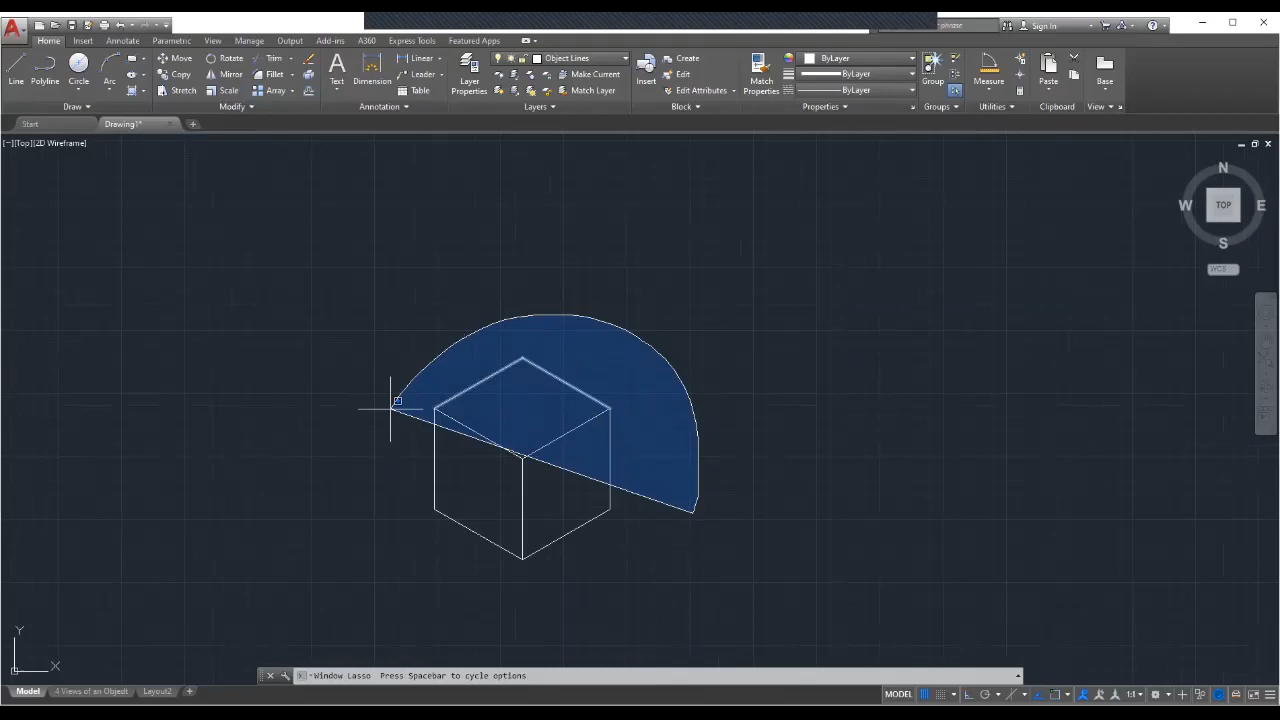 phrase Sign In
Home Insert Annotate Parametric View Manage Output Add-ins A360 Express Tools Featured Apps
Line Polyline Circle Arc
Move Rotate Trim
Copy Mirror Fillet
Stretch Scale Array
Text Dimension
Linear
Leader
Table
Layer Properties
Object Lines
Make Current
Match Layer
Insert
Create
Edit
Edit Attributes
Match Properties
ByLayer
ByLayer
ByLayer
Group Measure Paste Base
Draw Modify Annotation Layers Block Properties Groups Utilities Clipboard View
Start Drawing1*
[−][Top][2D Wireframe]
N
W TOP E
S
WCS
Y
X
Window Lasso Press Spacebar to cycle options
Model 4 Views of an Object Layout2
MODEL 1:1